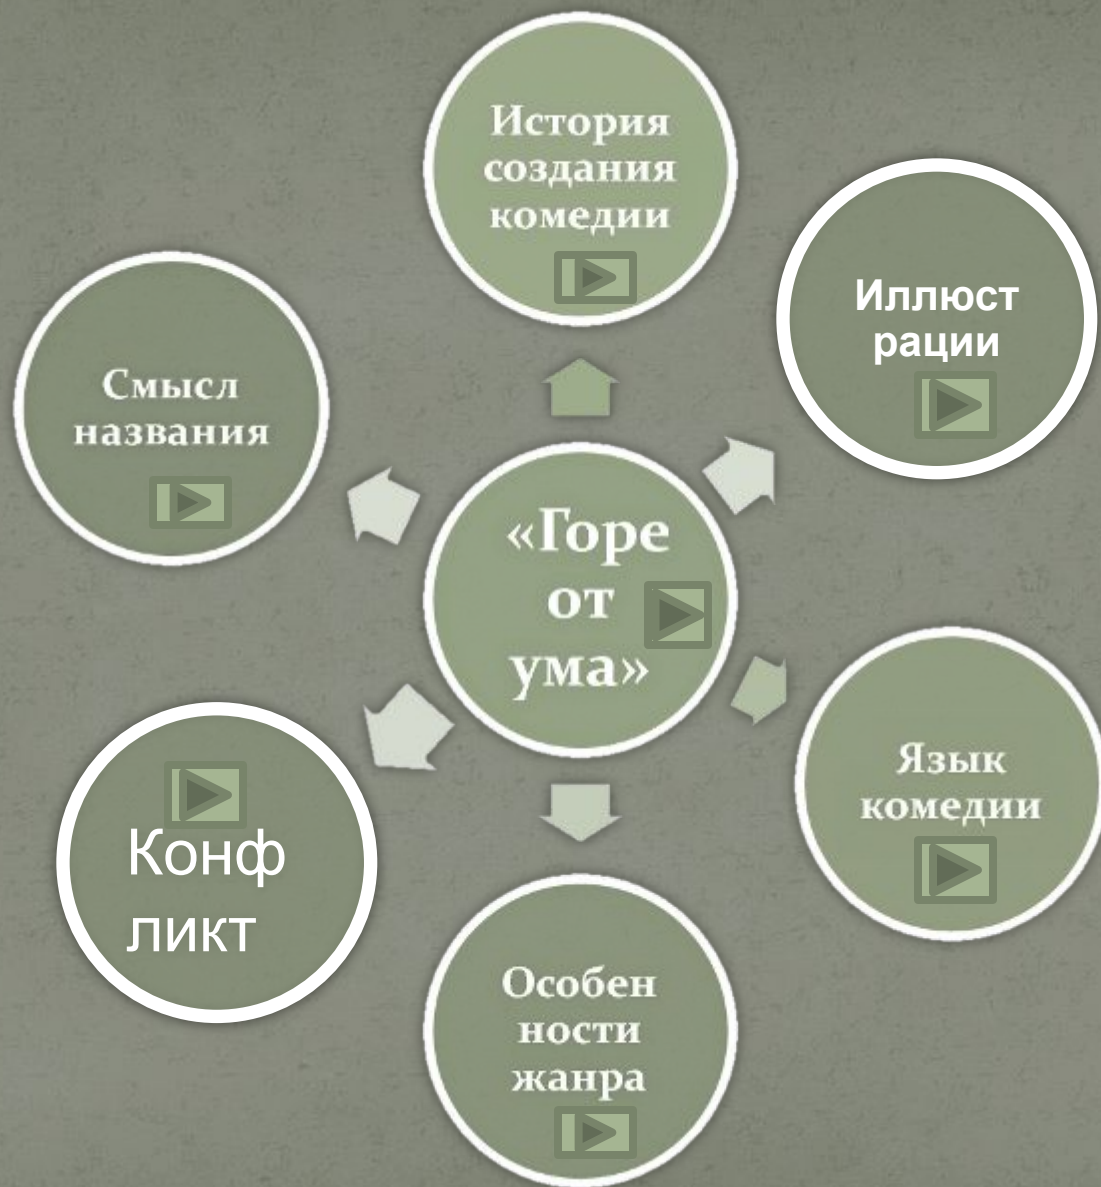 История
создания
комедии
Иллюст
рации
Смысл
названия
«Горе
от
ума»
Язык
комедии
Конф
ликт
Особен
ности
жанра